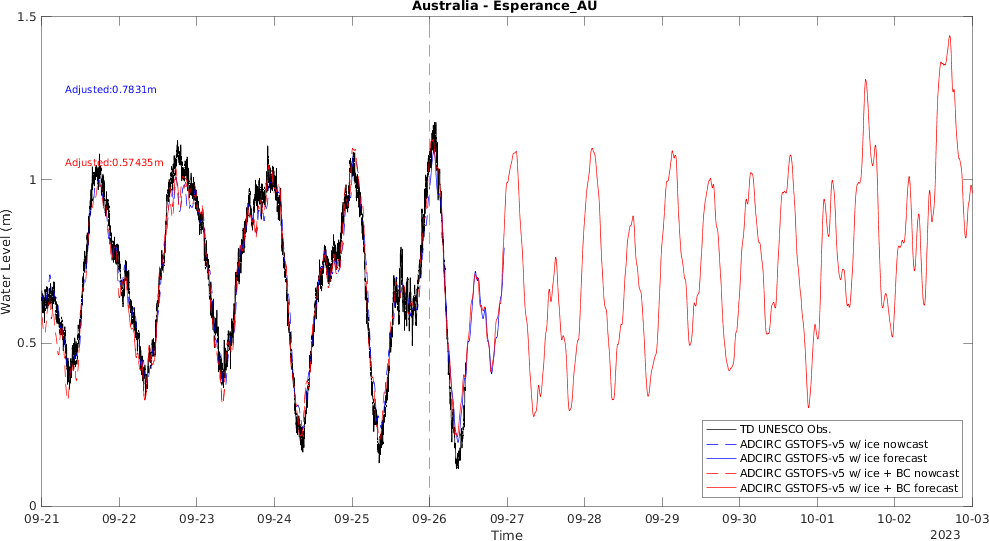 Australia - Esperance_AU
1.5
Adjusted:0.7831m
Adjusted:0.57435m
1
Water Level (m)
0.5
TD UNESCO Obs.
ADCIRC GSTOFS-v5 w/ ice nowcast
ADCIRC GSTOFS-v5 w/ ice forecast
ADCIRC GSTOFS-v5 w/ ice + BC nowcast
ADCIRC GSTOFS-v5 w/ ice + BC forecast
0
09-21 09-22 09-23 09-24 09-25 09-26 09-27 09-28 09-29 09-30 10-01 10-02 10-03
Time 2023